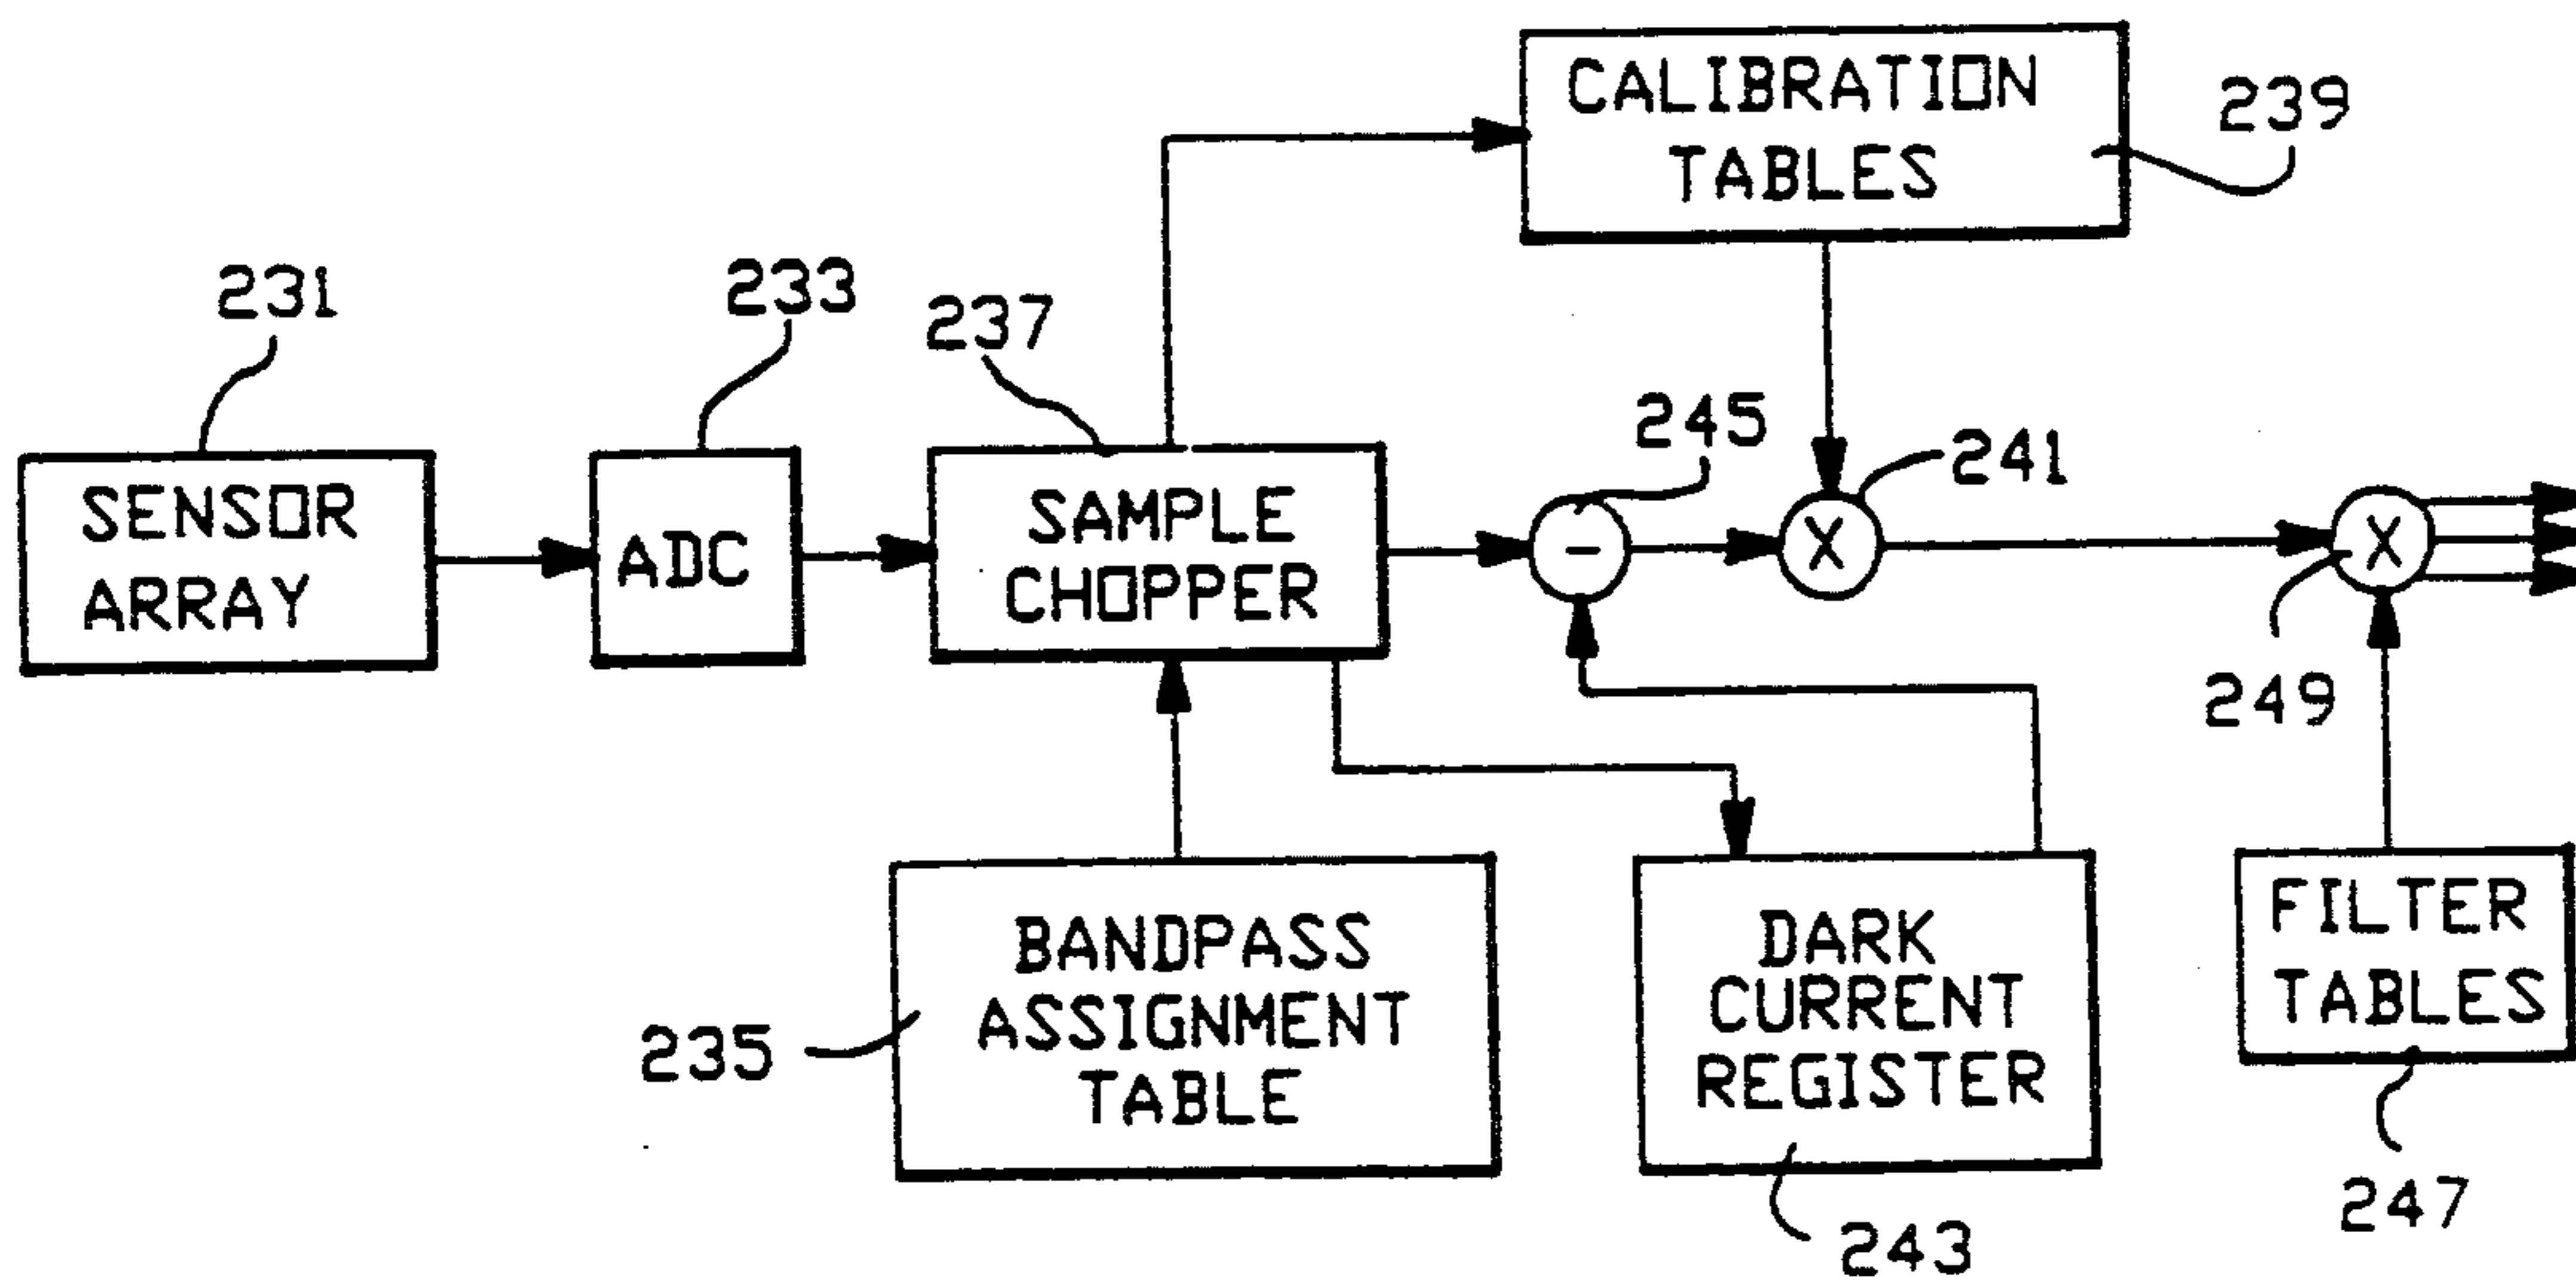 CALIBRATION
TABLES
239
231
233
237
245
241
SENSOR
ARRAY
ADC
SAMPLE
CHOPPER
-
X
X
249
BANDPASS
ASSIGNMENT
TABLE
235
DARK
CURRENT
REGISTER
243
FILTER
TABLES
247